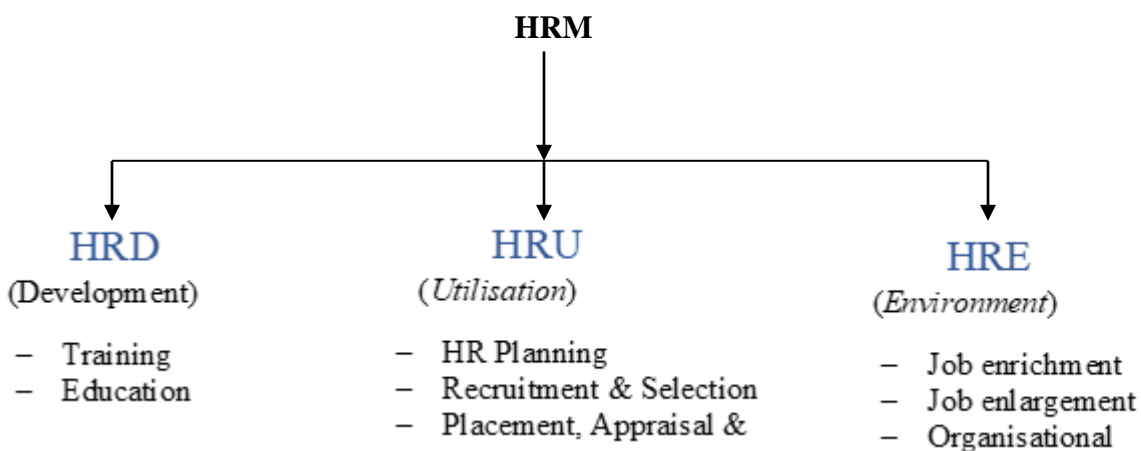 HRM
HRD
(Development)
– Training
– Education
HRU
(Utilisation)
– HR Planning
– Recruitment & Selection
– Placement, Appraisal &
HRE
(Environment)
– Job enrichment
– Job enlargement
– Organisational